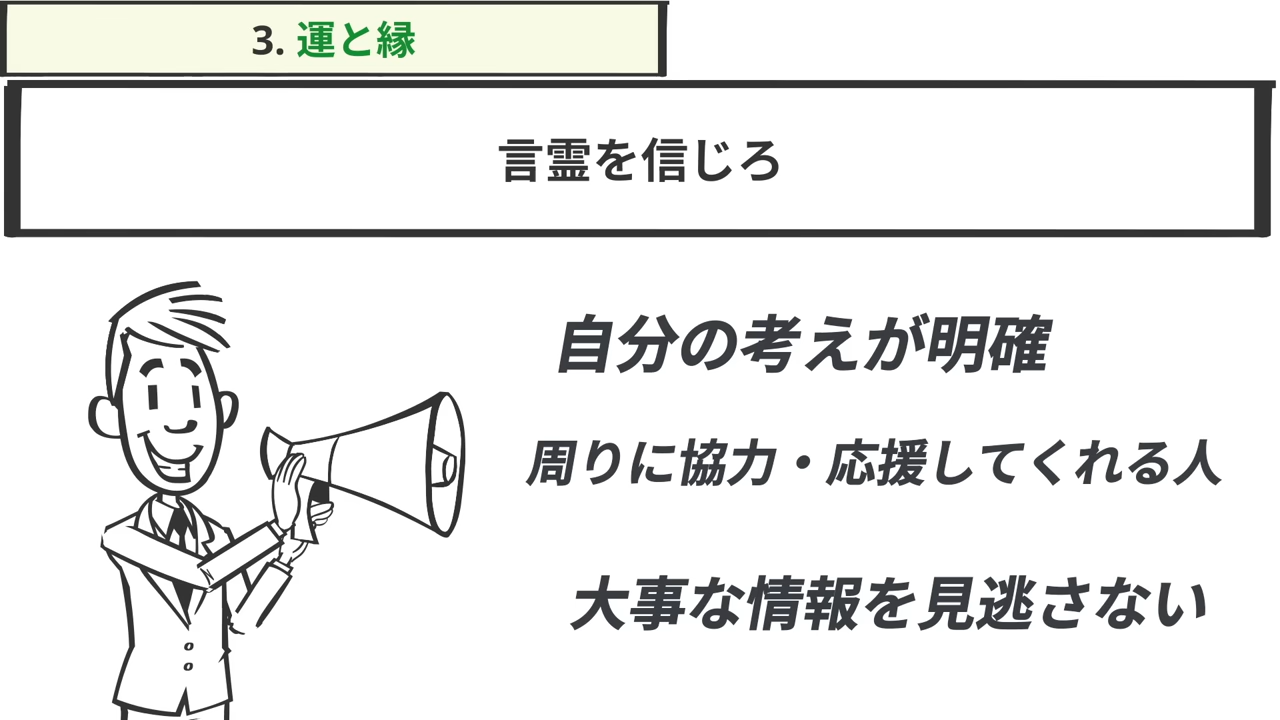 3. 運と縁
言霊を信じろ
自分の考えが明確
周りに協力・応援してくれる人
大事な情報を見逃さない